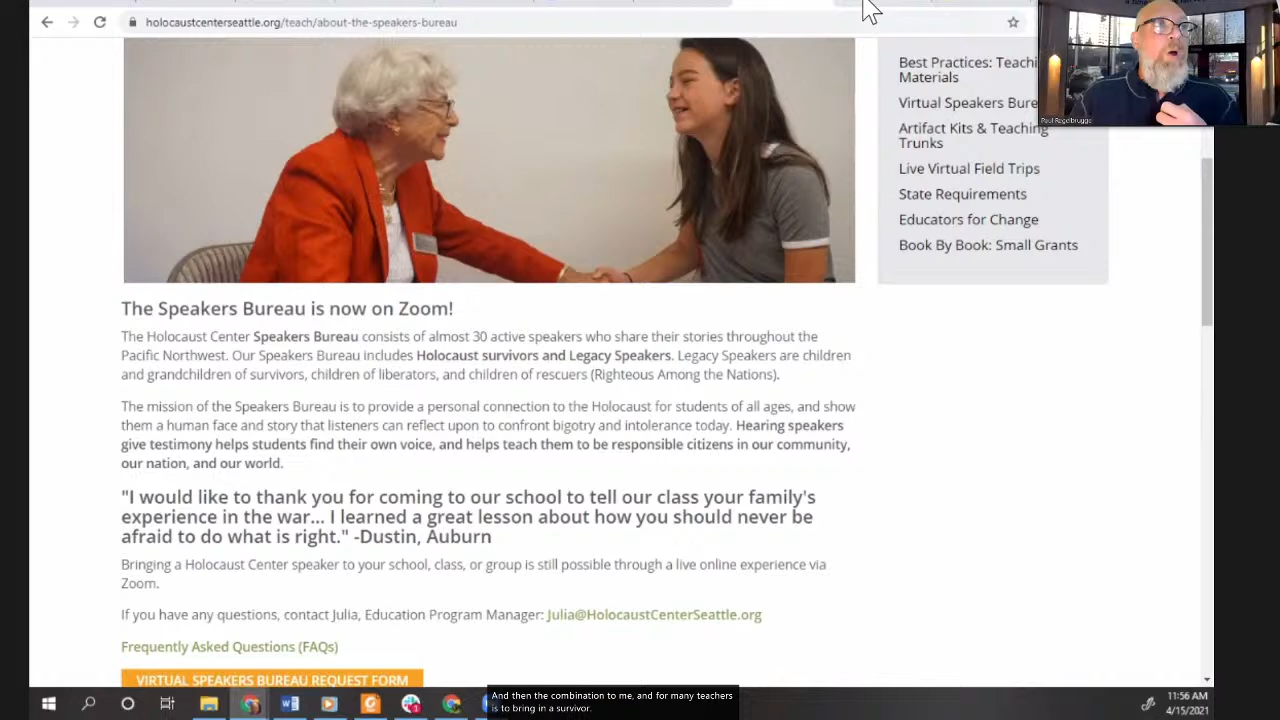 holocaustcenterseattle.org/teach/about-the-speakers-bureau
Best Practices: Teachi
Materials
Virtual Speakers Bure
Artifact Kits & Teaching
Trunks
Live Virtual Field Trips
State Requirements
Educators for Change
Book By Book: Small Grants
Paul Regelbrugge
The Speakers Bureau is now on Zoom!
The Holocaust Center Speakers Bureau consists of almost 30 active speakers who share their stories throughout the
Pacific Northwest. Our Speakers Bureau includes Holocaust survivors and Legacy Speakers. Legacy Speakers are children
and grandchildren of survivors, children of liberators, and children of rescuers (Righteous Among the Nations).
The mission of the Speakers Bureau is to provide a personal connection to the Holocaust for students of all ages, and show
them a human face and story that listeners can reflect upon to confront bigotry and intolerance today. Hearing speakers
give testimony helps students find their own voice, and helps teach them to be responsible citizens in our community,
our nation, and our world.
"I would like to thank you for coming to our school to tell our class your family's
experience in the war... I learned a great lesson about how you should never be
afraid to do what is right." -Dustin, Auburn
Bringing a Holocaust Center speaker to your school, class, or group is still possible through a live online experience via
Zoom.
If you have any questions, contact Julia, Education Program Manager: Julia@HolocaustCenterSeattle.org
Frequently Asked Questions (FAQs)
VIRTUAL SPEAKERS BUREAU REQUEST FORM
And then the combination to me, and for many teachers
is to bring in a survivor.
11:56 AM
4/15/2021